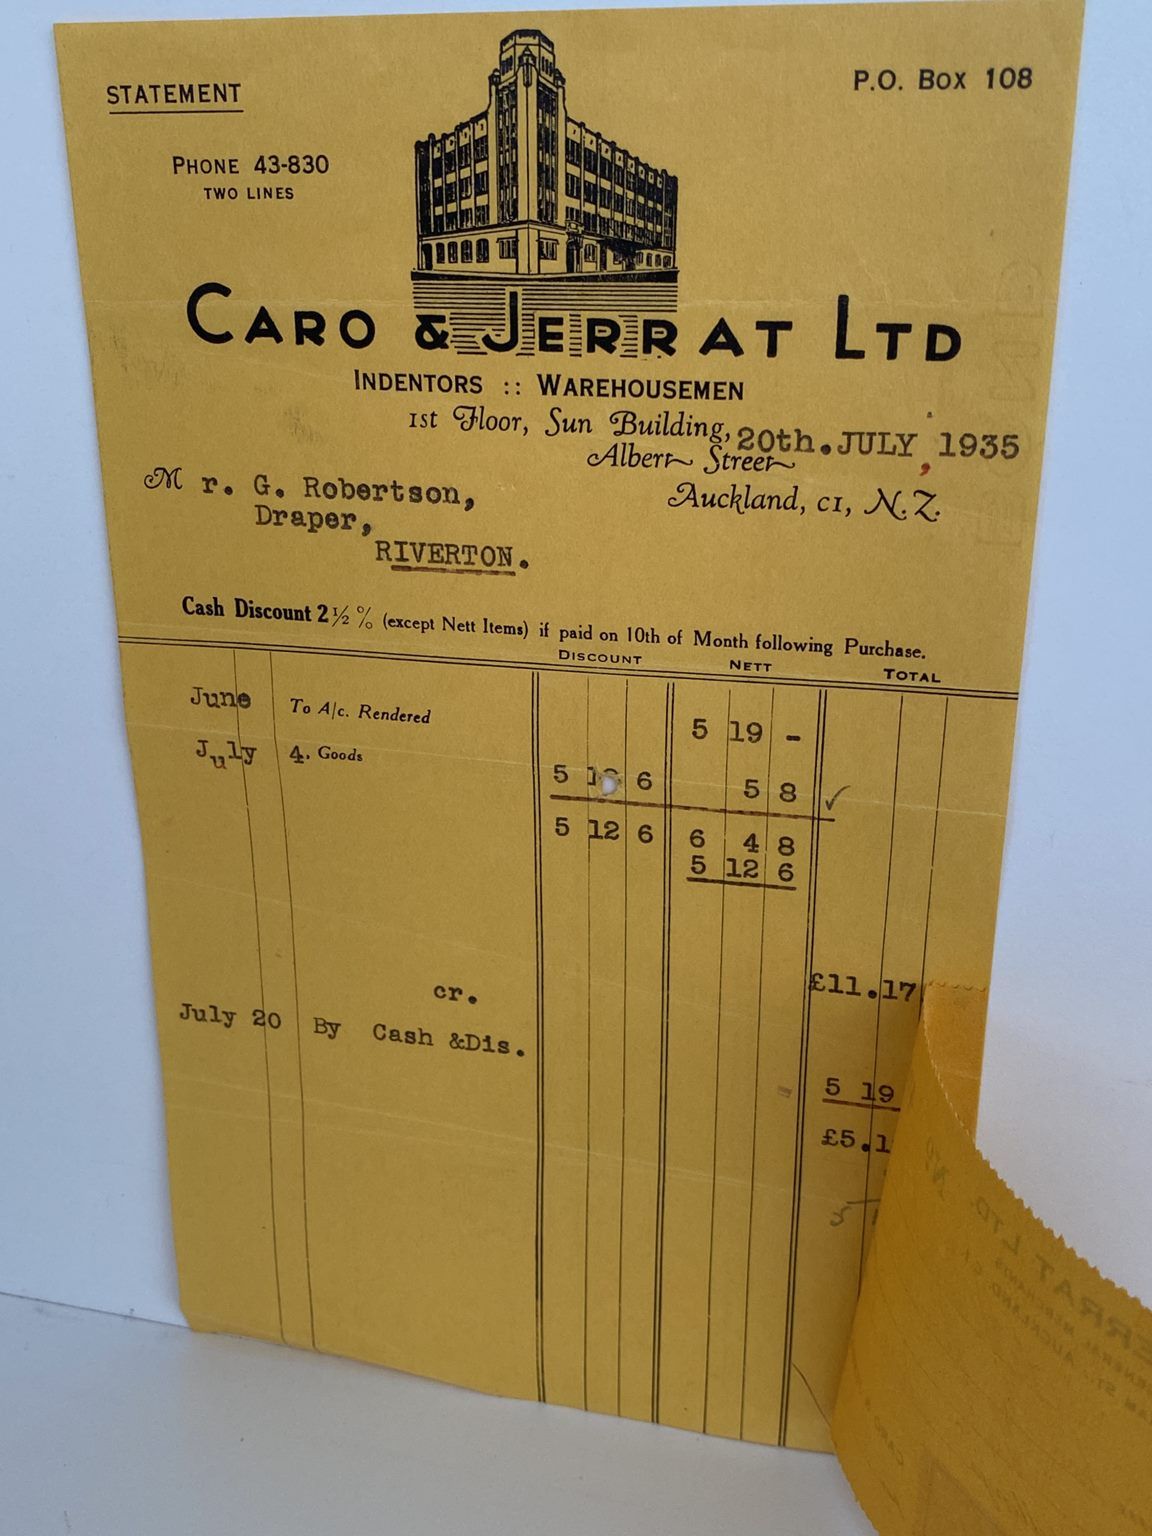 STATEMENT
P.O. Box 108
PHONE 43-830
TWO LINES
CARO & JERRAT LTD
INDENTORS :: WAREHOUSEMEN
1st Floor, Sun Building,
Albert Street
20th.JULY, 1935
Auckland, C1, N.Z.
Mr. G. Robertson,
Draper,
RIVERTON.
Cash Discount 2½% (except Nett Items) if paid on 10th of Month following Purchase.
DISCOUNT NETT TOTAL
June To A/c. Rendered 5 19 -
July 4. Goods 5 6 5 8 ✓
5 12 6 6 4 8
5 12 6
£11.17
cr.
July 20 By Cash &Dis.
5 19
£5.1